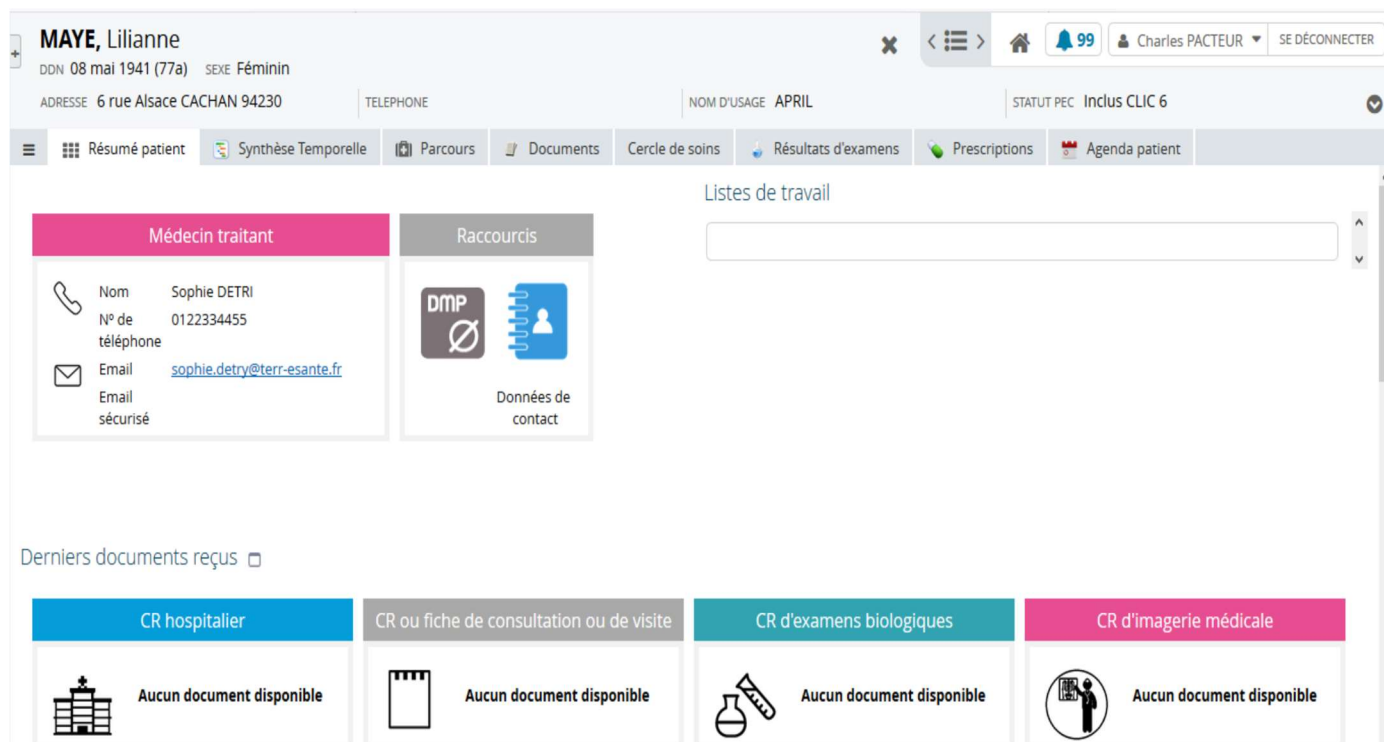 MAYE, Lilianne
DDN 08 mai 1941 (77a) SEXE Féminin
99
Charles PACTEUR
SE DÉCONNECTER
ADRESSE 6 rue Alsace CACHAN 94230
TELEPHONE
NOM D'USAGE APRIL
STATUT PEC Inclus CLIC 6
Résumé patient
Synthèse Temporelle
Parcours
Documents
Cercle de soins
Résultats d'examens
Prescriptions
Agenda patient
Médecin traitant
Nom Sophie DETRI
Nº de 0122334455
téléphone
Email sophie.detry@terr-esante.fr
Email
sécurisé
Raccourcis
DMP
Données de
contact
Listes de travail
Derniers documents reçus
CR hospitalier
Aucun document disponible
CR ou fiche de consultation ou de visite
Aucun document disponible
CR d'examens biologiques
Aucun document disponible
CR d'imagerie médicale
Aucun document disponible